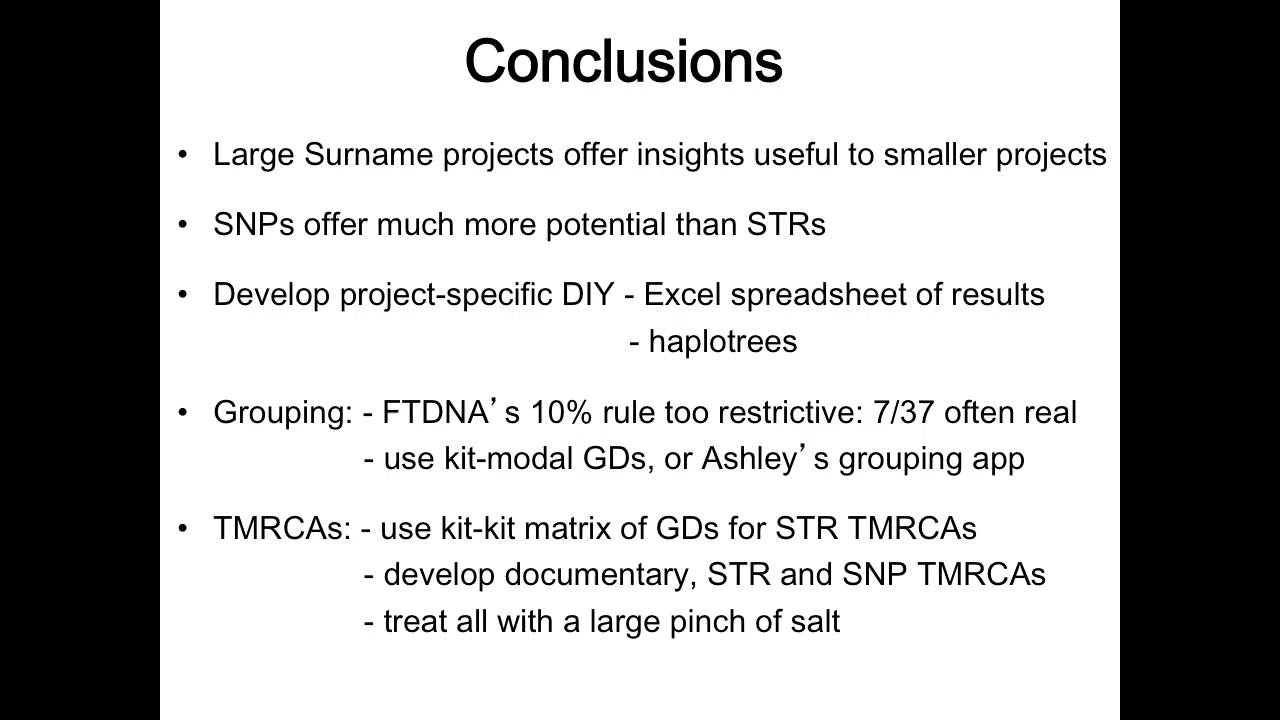 Conclusions
• Large Surname projects offer insights useful to smaller projects
• SNPs offer much more potential than STRs
• Develop project-specific DIY - Excel spreadsheet of results
- haplotrees
• Grouping: - FTDNA’s 10% rule too restrictive: 7/37 often real
- use kit-modal GDs, or Ashley’s grouping app
• TMRCAs: - use kit-kit matrix of GDs for STR TMRCAs
- develop documentary, STR and SNP TMRCAs
- treat all with a large pinch of salt